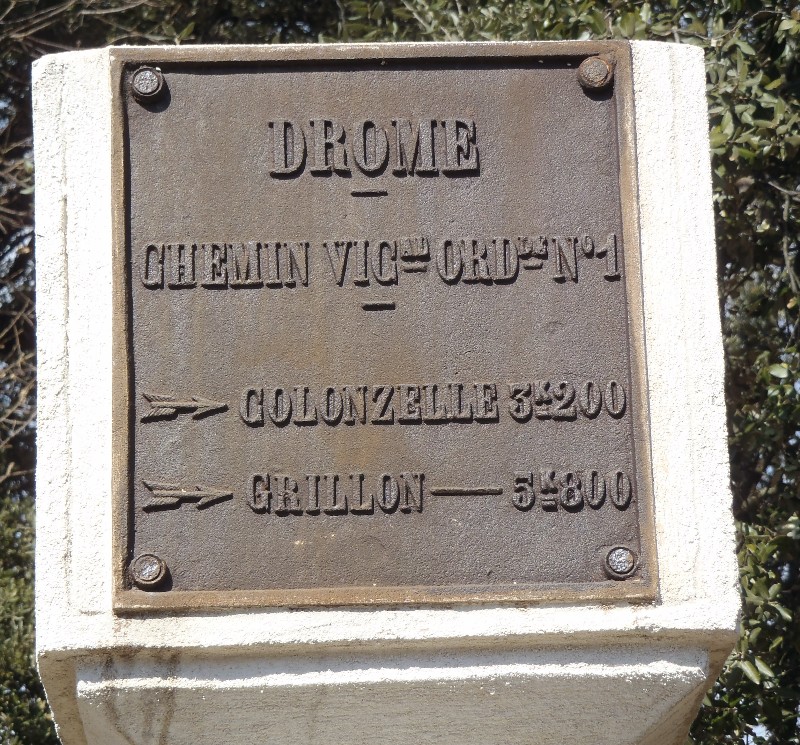 DROME
CHEMIN VIC^AL ORD^RE N° 1
COLONZELLE 3K200
GRILLON — 5K800